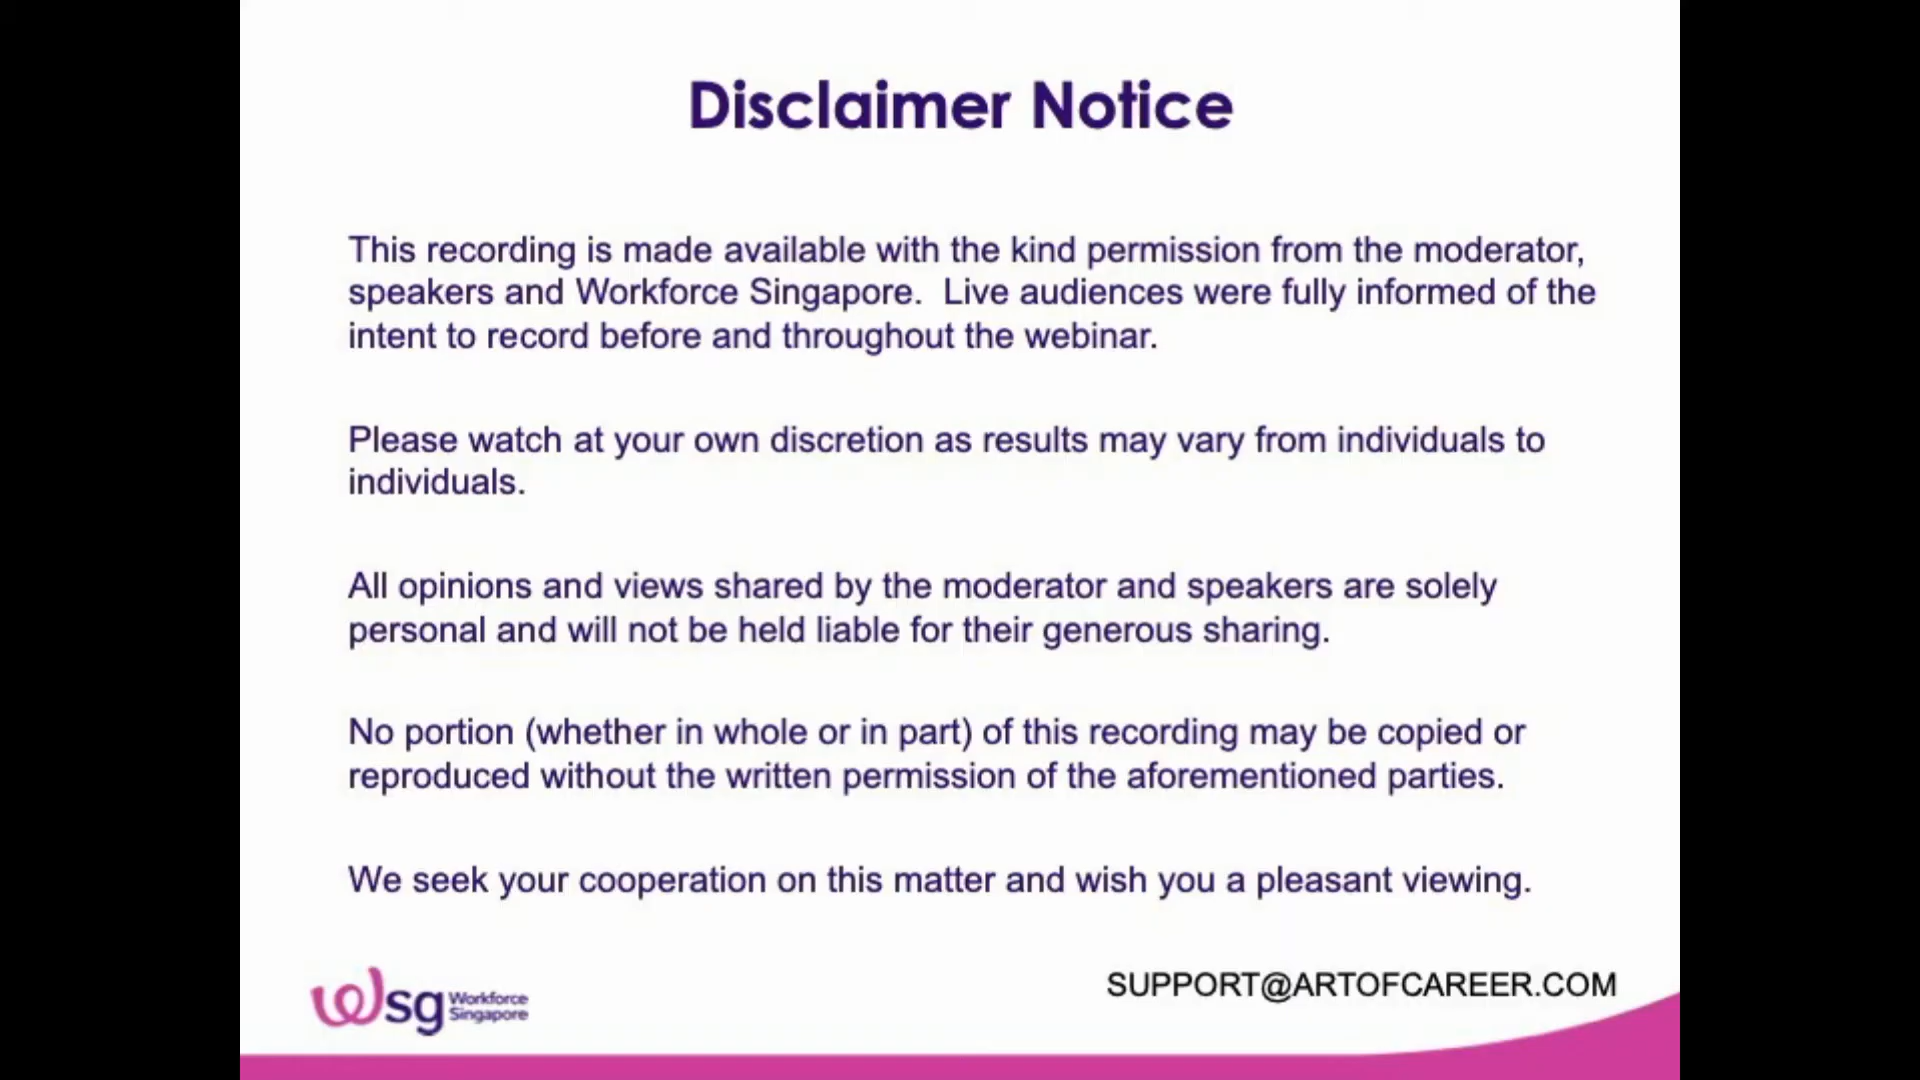 Disclaimer Notice
This recording is made available with the kind permission from the moderator,
speakers and Workforce Singapore.  Live audiences were fully informed of the
intent to record before and throughout the webinar.
Please watch at your own discretion as results may vary from individuals to
individuals.
All opinions and views shared by the moderator and speakers are solely
personal and will not be held liable for their generous sharing.
No portion (whether in whole or in part) of this recording may be copied or
reproduced without the written permission of the aforementioned parties.
We seek your cooperation on this matter and wish you a pleasant viewing.
SUPPORT@ARTOFCAREER.COM
wsg Workforce
Singapore